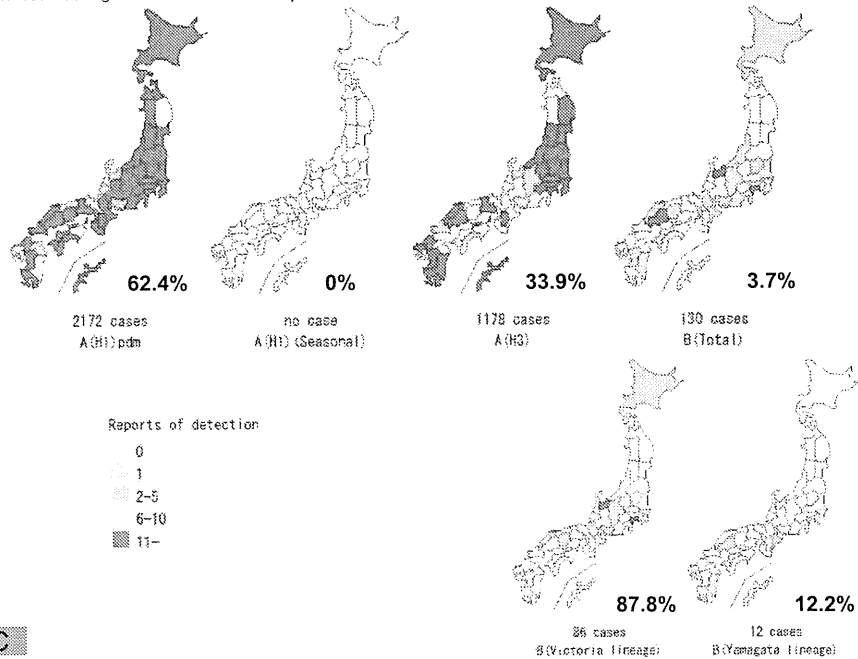 62.4%
2172 cases
A(H1)pdm
0%
no case
A(H1)(Seasonal)
33.9%
1178 cases
A(H3)
3.7%
130 cases
B(Total)
Reports of detection
0
1
2-5
6-10
11-
87.8%
86 cases
B(Victoria lineage)
12.2%
12 cases
B(Yamagata lineage)